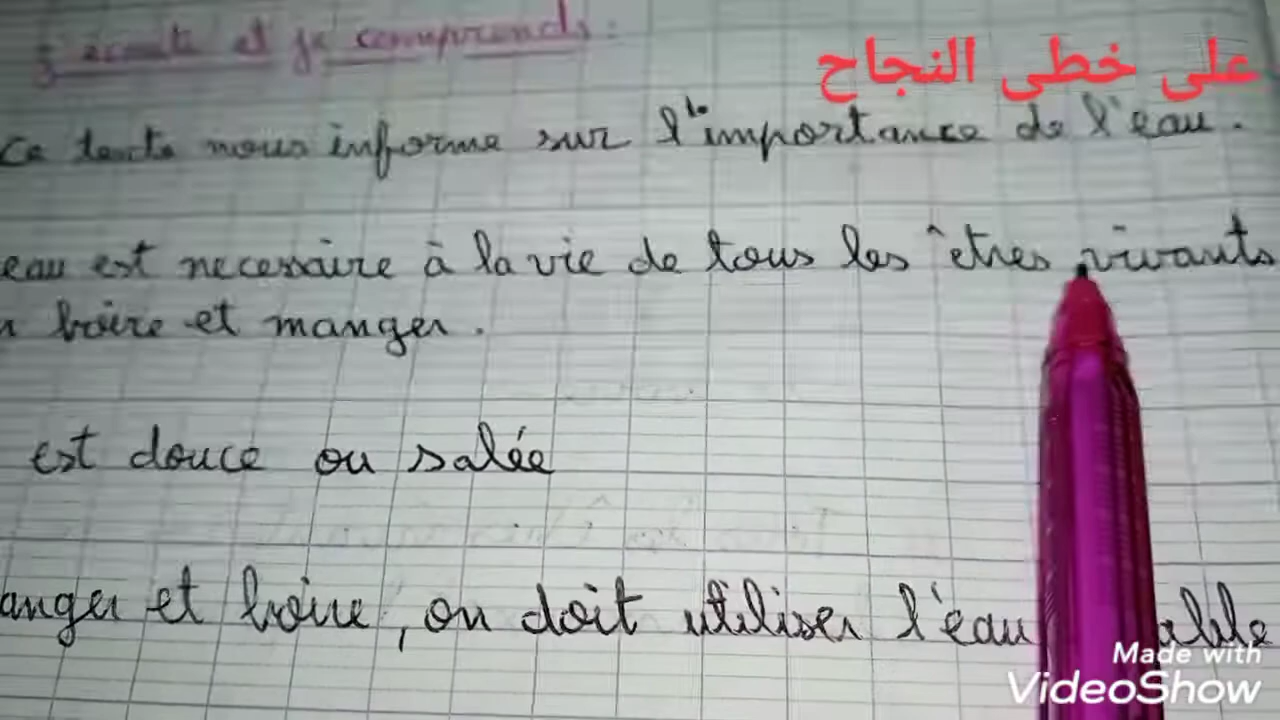 J'écoute et je comprends :
على خطى النجاح
Ce texte nous informe sur l'importance de l'eau.
eau est necessaire à la vie de tous les êtres vivants
boire et manger.
est douce ou salée
anger et boire, on doit utiliser l'eau able
Made with
VideoShow